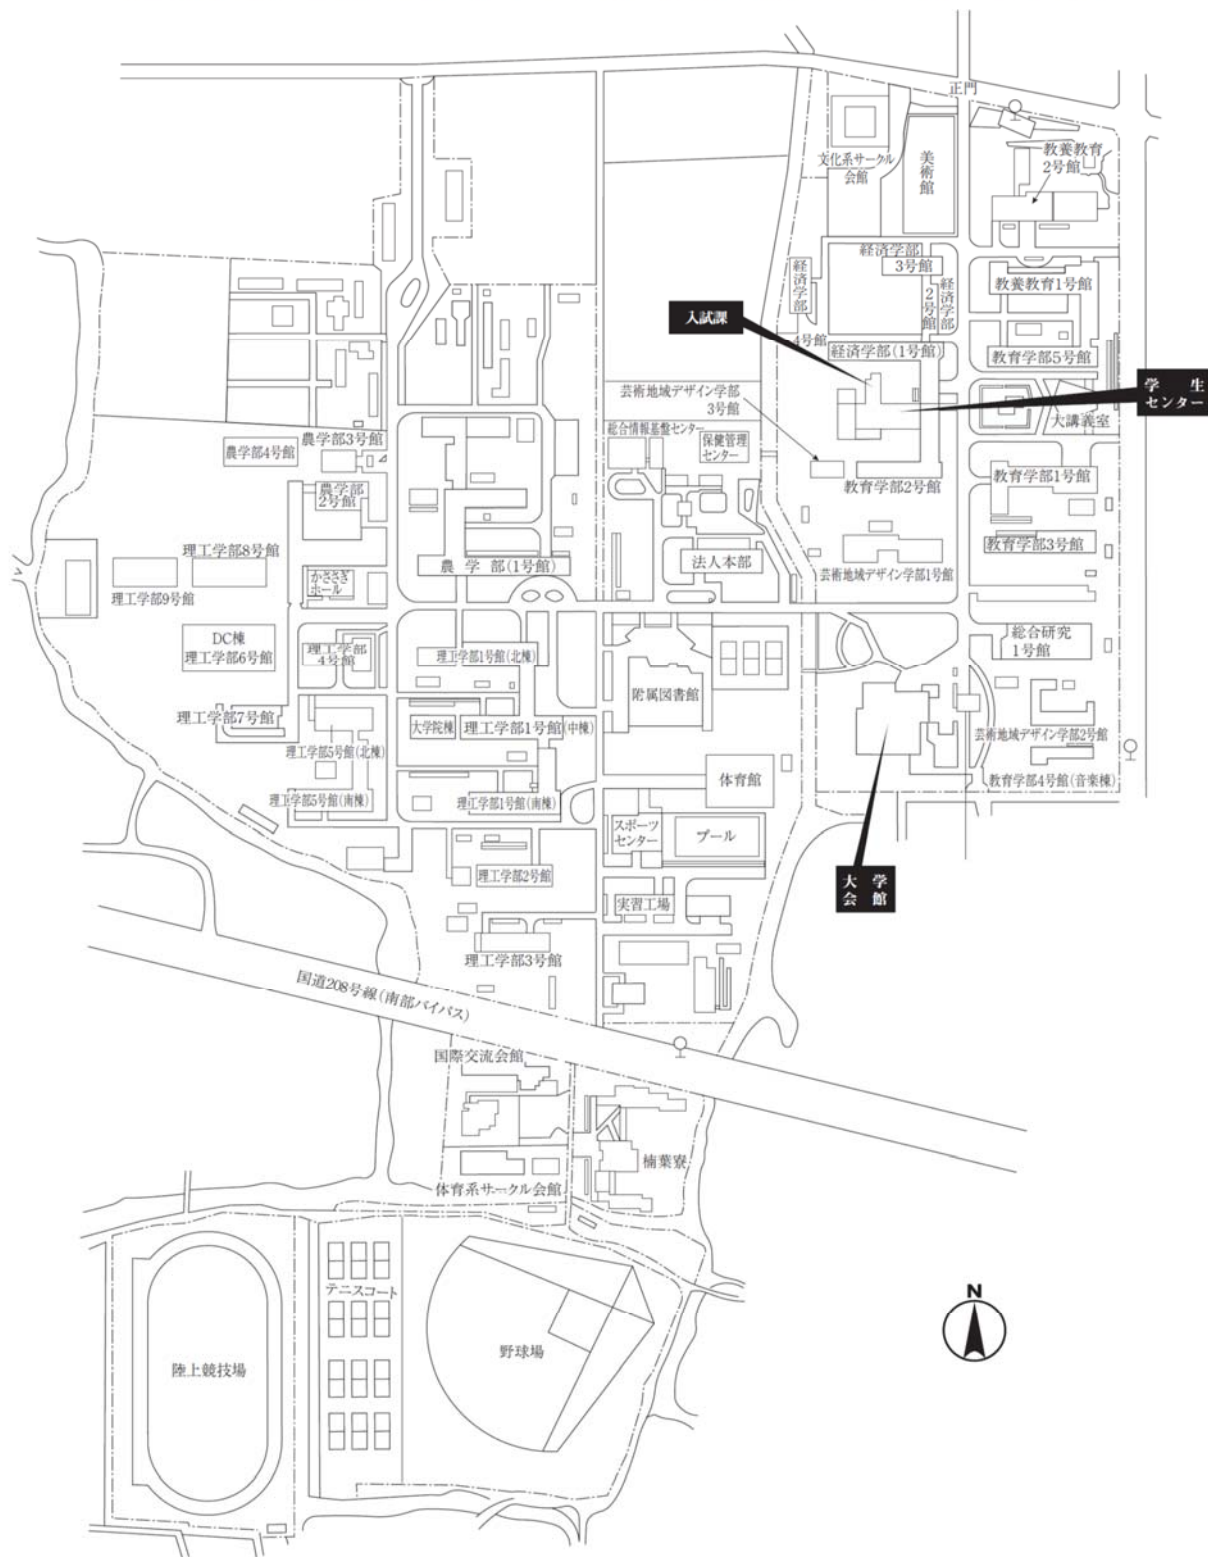 正門
教養教育
2号館
文化系サークル
会館
美術館
経済学部
3号館
経済学部
4号館
経済学部
2号館
教養教育1号館
入試課
経済学部(1号館)
教育学部5号館
学生
センター
芸術地域デザイン学部
3号館
大講義室
総合情報基盤センター
保健管理
センター
農学部3号館
農学部4号館
教育学部1号館
教育学部2号館
農学部
2号館
理工学部8号館
教育学部3号館
農学部(1号館)
法人本部
芸術地域デザイン学部1号館
かささぎ
ホール
理工学部9号館
DC棟
理工学部6号館
理工学部
4号館
理工学部1号館(北棟)
総合研究
1号館
附属図書館
理工学部7号館
大学院棟
理工学部1号館(中棟)
芸術地域デザイン学部2号館
理工学部5号館(北棟)
体育館
教育学部4号館(音楽棟)
理工学部5号館(南棟)
理工学部1号館(南棟)
スポーツ
センター
プール
理工学部2号館
大学
会館
実習工場
理工学部3号館
国道208号線(南部バイパス)
国際交流会館
楠葉寮
体育系サークル会館
テニスコート
N
野球場
陸上競技場